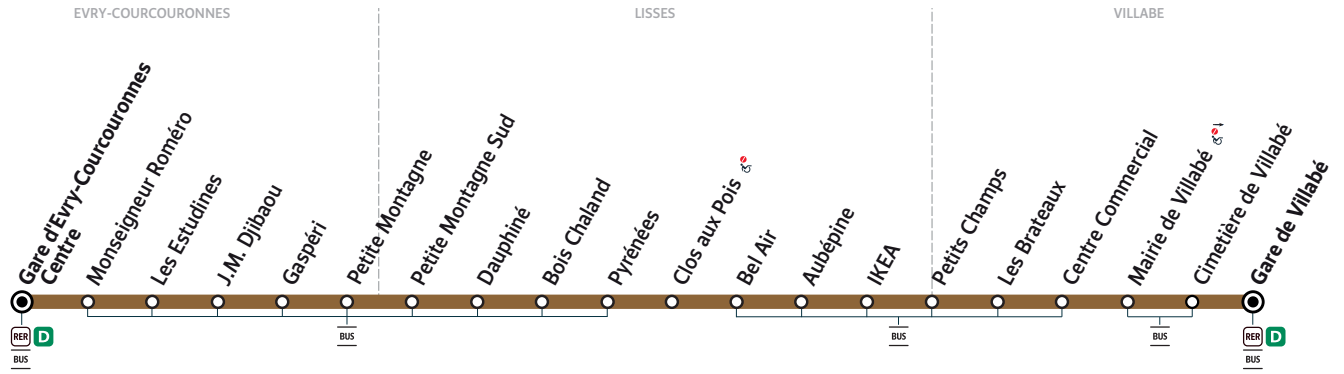 EVRY-COURCOURONNES
LISSES
VILLABE
Gare d'Evry-Courcouronnes
Centre
Monseigneur Roméro
Les Estudines
J.M. Djibaou
Gaspéri
Petite Montagne
Petite Montagne Sud
Dauphiné
Bois Chaland
Pyrénées
Clos aux Pois
Bel Air
Aubépine
IKEA
Petits Champs
Les Brateaux
Centre Commercial
Mairie de Villabé
Cimetière de Villabé
Gare de Villabé
RER D
BUS
BUS
BUS
BUS
RER D
BUS